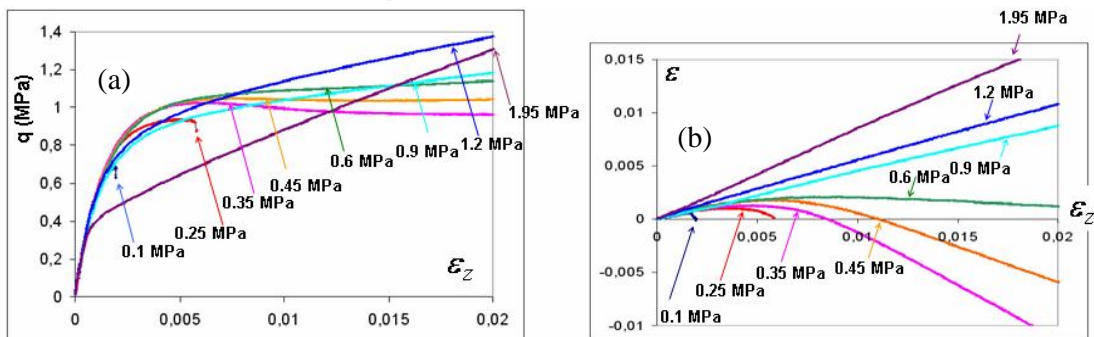 1,4
1,2
1
0,8
0,6
0,4
0,2
0
q (MPa)
(a)
0.1 MPa
0.25 MPa
0.35 MPa
0.45 MPa
0.6 MPa
0.9 MPa
1.2 MPa
1.95 MPa
ε_z
0
0,005
0,01
0,015
0,02
0,015
0,01
0,005
0
-0,005
-0,01
ε
(b)
1.95 MPa
1.2 MPa
0.9 MPa
0.6 MPa
ε_z
0
0,005
0,01
0,015
0,02
0.45 MPa
0.35 MPa
0.25 MPa
0.1 MPa